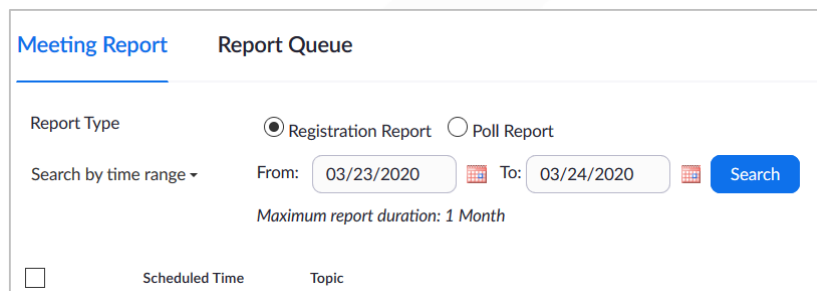 Meeting Report Report Queue
Report Type Registration Report Poll Report
Search by time range From: 03/23/2020 To: 03/24/2020 Search
Maximum report duration: 1 Month
Scheduled Time Topic